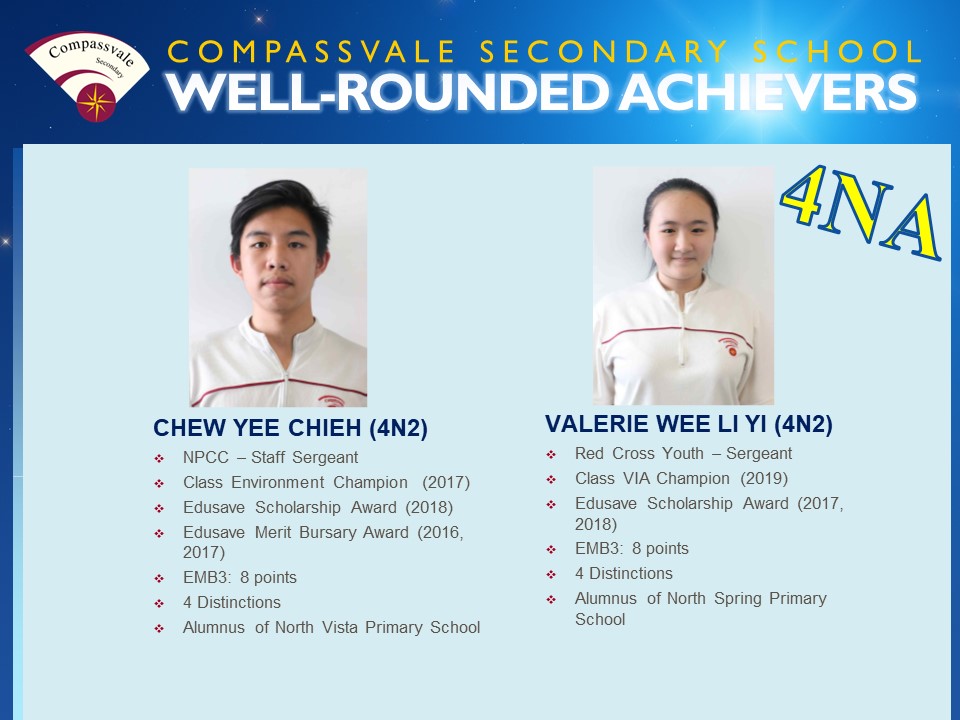 Compassvale
Secondary
COMPASSVALE SECONDARY SCHOOL
WELL-ROUNDED ACHIEVERS
4NA
CHEW YEE CHIEH (4N2)
NPCC – Staff Sergeant
Class Environment Champion (2017)
Edusave Scholarship Award (2018)
Edusave Merit Bursary Award (2016,
2017)
EMB3: 8 points
4 Distinctions
Alumnus of North Vista Primary School
VALERIE WEE LI YI (4N2)
Red Cross Youth – Sergeant
Class VIA Champion (2019)
Edusave Scholarship Award (2017,
2018)
EMB3: 8 points
4 Distinctions
Alumnus of North Spring Primary
School